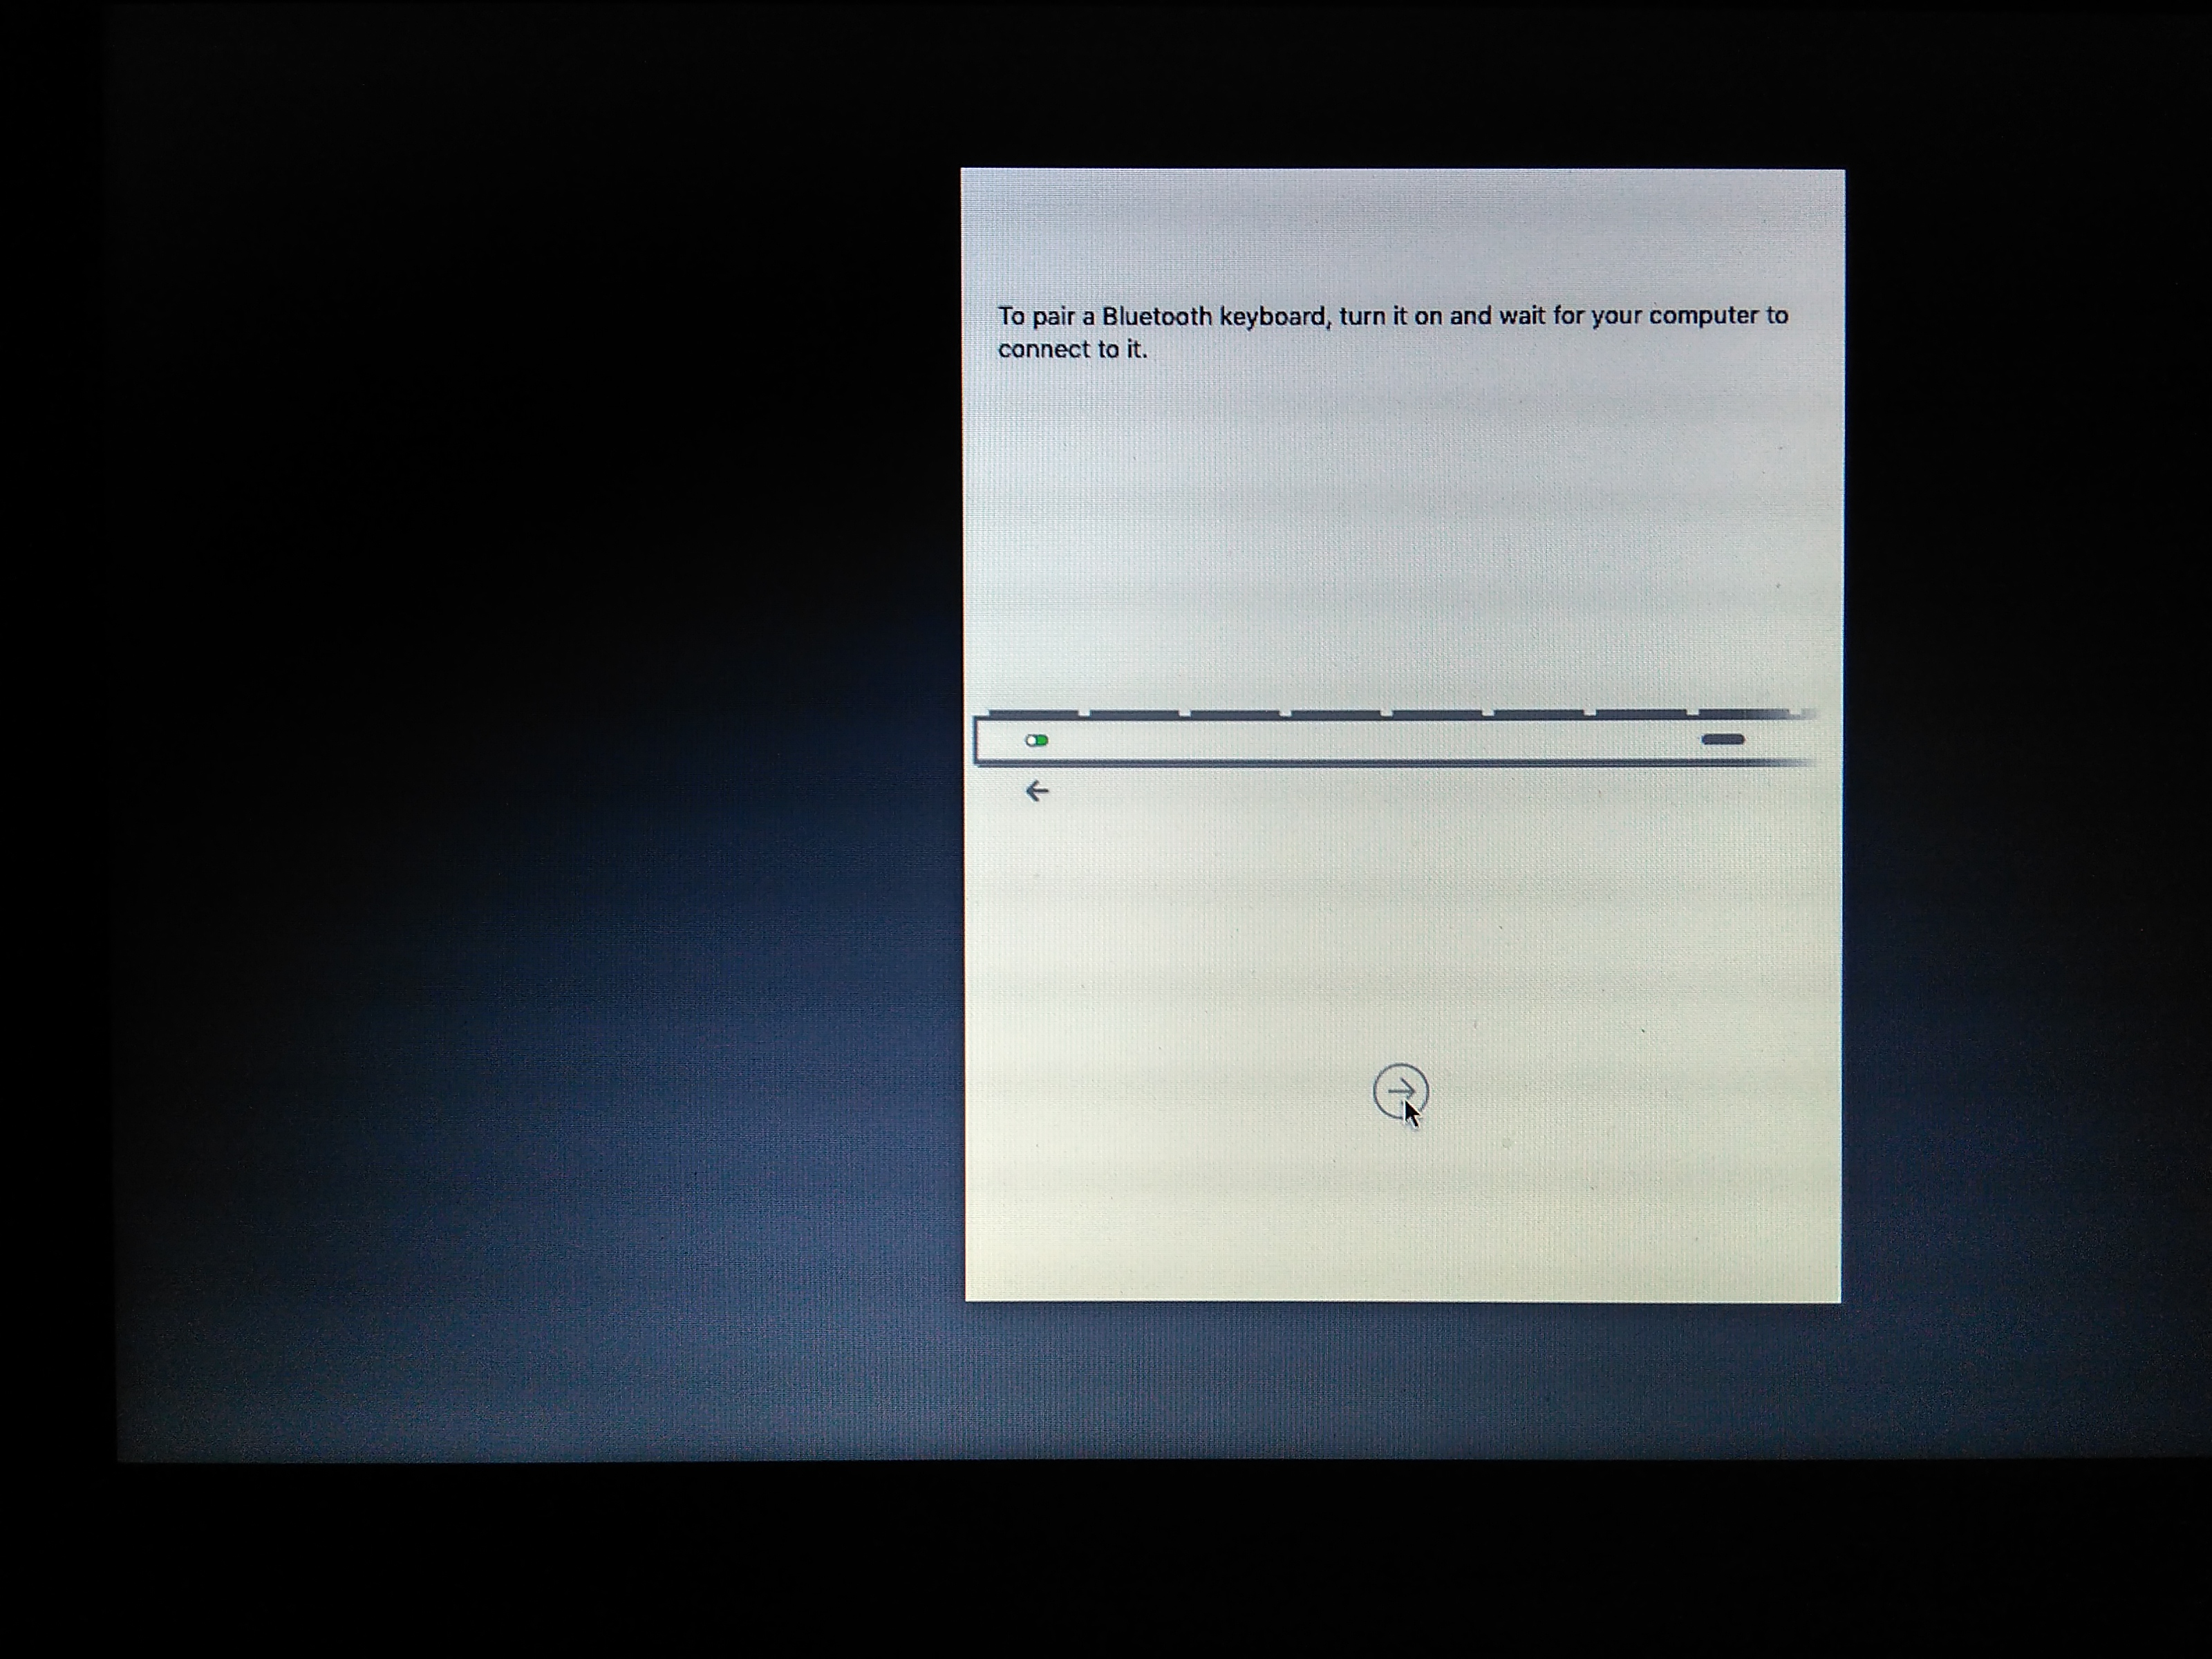 To pair a Bluetooth keyboard, turn it on and wait for your computer to
connect to it.